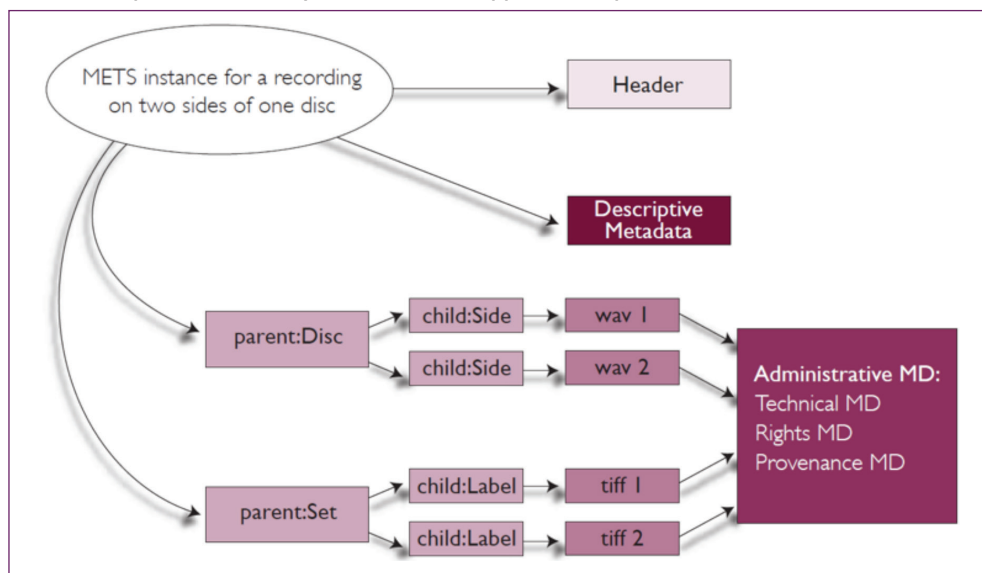 METS instance for a recording
on two sides of one disc
Header
Descriptive
Metadata
parent:Disc
child:Side
wav 1
child:Side
wav 2
Administrative MD:
Technical MD
Rights MD
Provenance MD
parent:Set
child:Label
tiff 1
child:Label
tiff 2